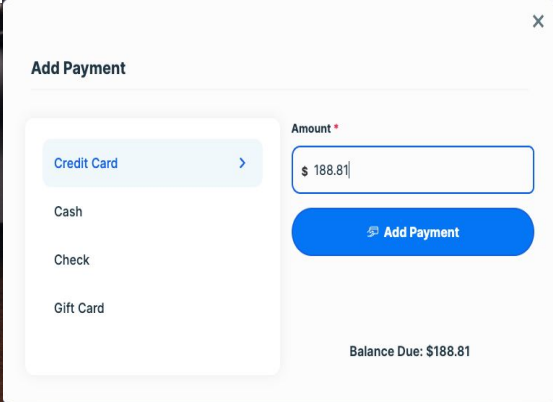 Add Payment
Credit Card
Cash
Check
Gift Card
Amount *
$ 188.81
Add Payment
Balance Due: $188.81